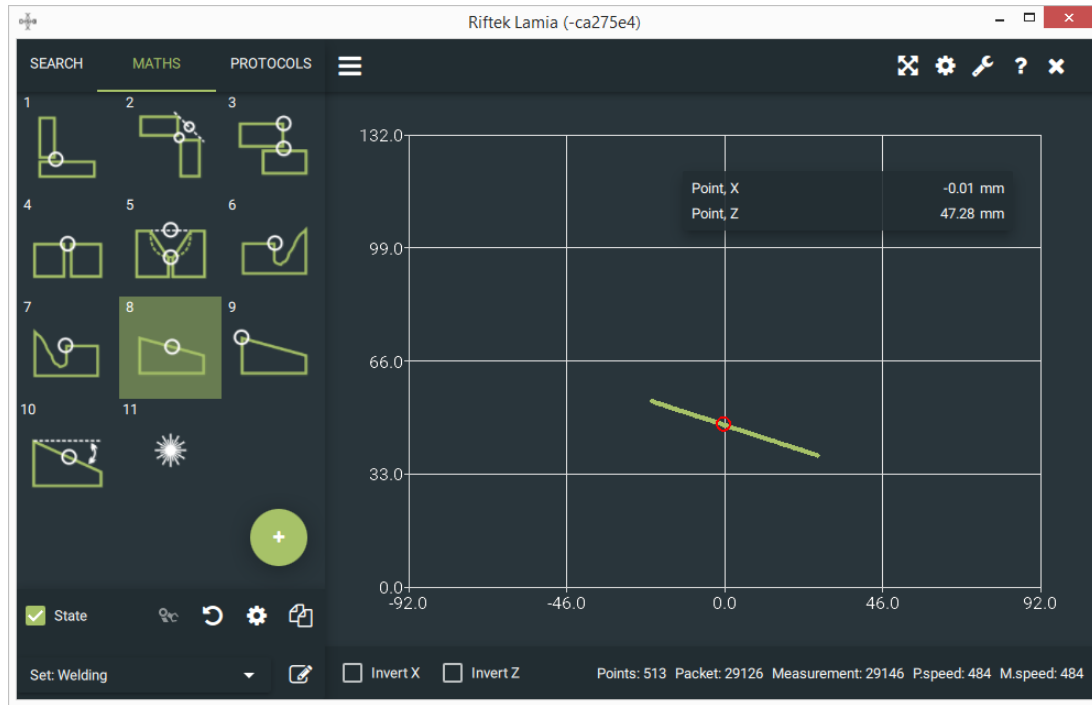 Riftek Lamia (-ca275e4)
SEARCH MATHS PROTOCOLS
1 2 3
4 5 6
7 8 9
10 11
State
Set: Welding
132.0
99.0
66.0
33.0
0.0
-92.0 -46.0 0.0 46.0 92.0
Point, X -0.01 mm
Point, Z 47.28 mm
Invert X Invert Z Points: 513 Packet: 29126 Measurement: 29146 P.speed: 484 M.speed: 484